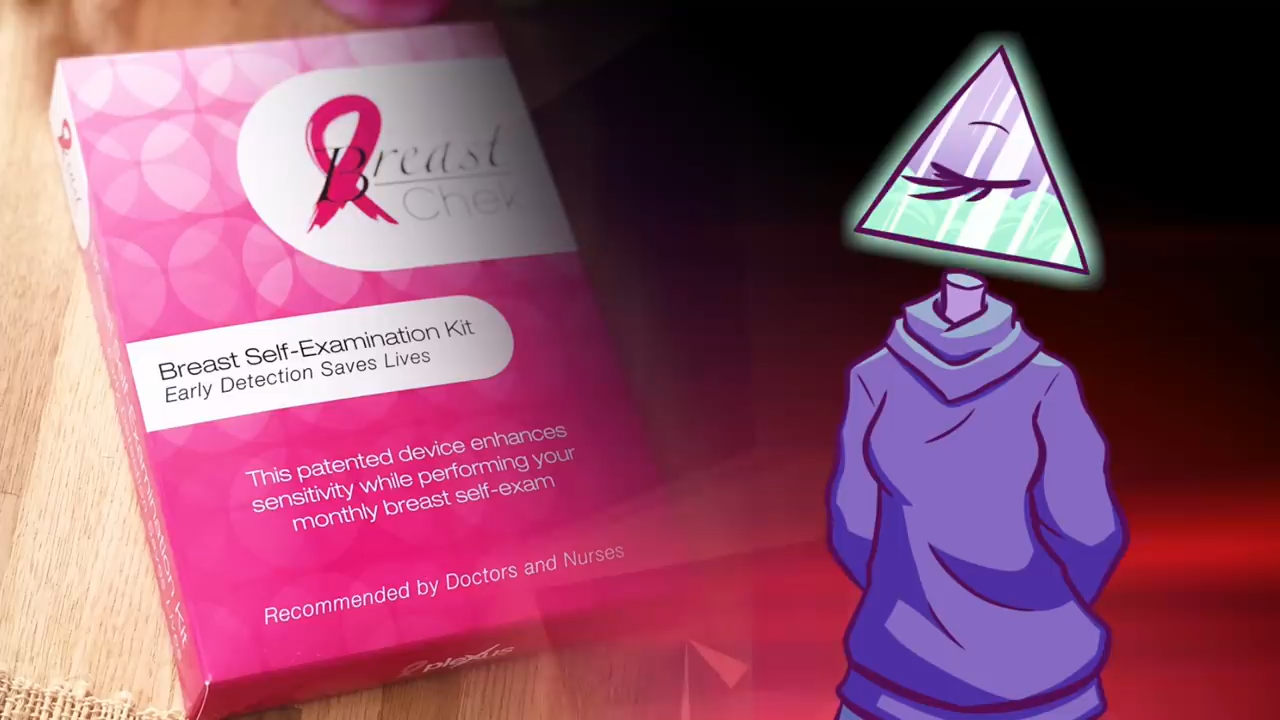 Breast
Chek
Breast Self-Examination Kit
Early Detection Saves Lives
This patented device enhances
sensitivity while performing your
monthly breast self-exam
Recommended by Doctors and Nurses
plexus